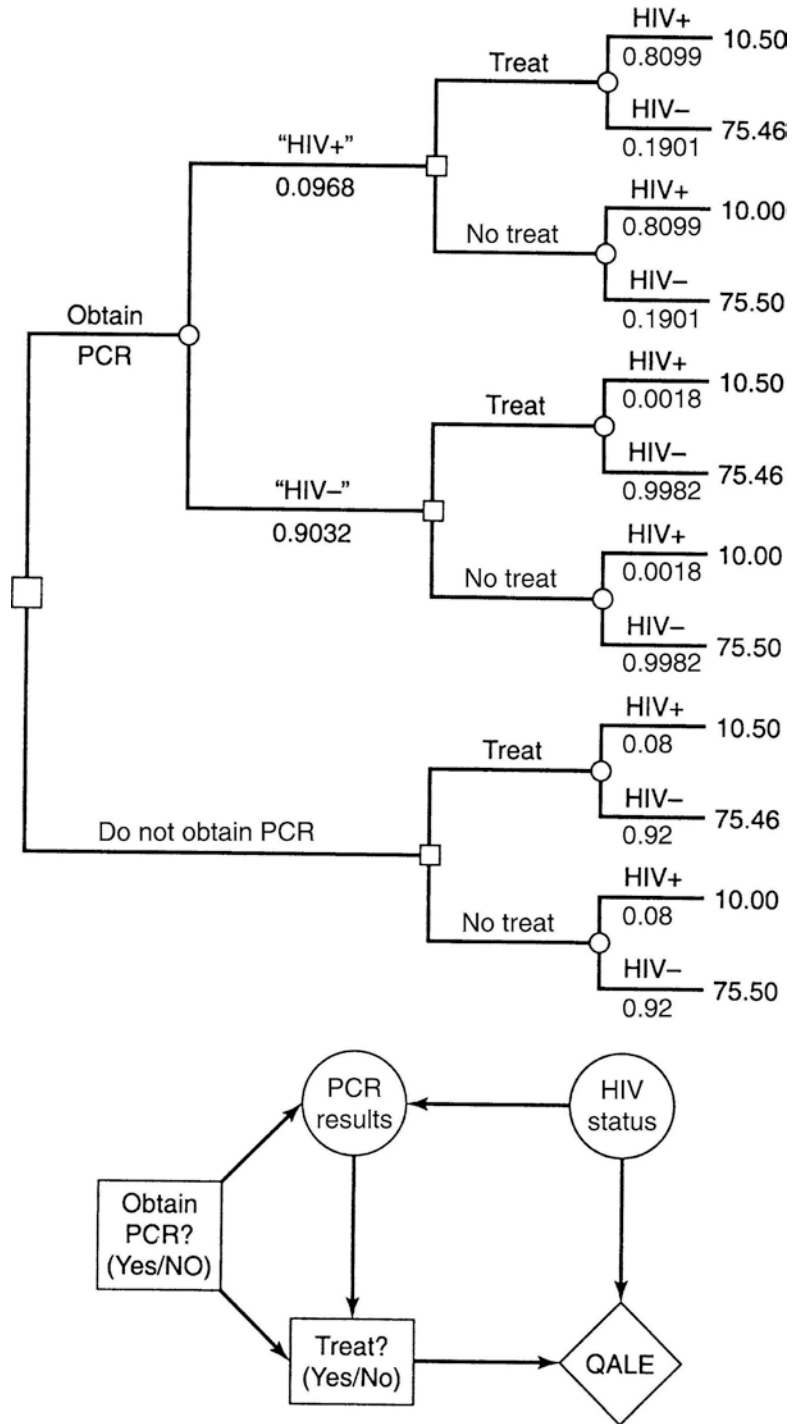 HIV+
10.50
0.8099
Treat
HIV–
75.46
0.1901
“HIV+”
0.0968
HIV+
10.00
0.8099
No treat
HIV–
75.50
0.1901
Obtain
PCR
HIV+
10.50
0.0018
Treat
HIV–
75.46
0.9982
“HIV–”
0.9032
HIV+
10.00
0.0018
No treat
HIV–
75.50
0.9982
HIV+
10.50
0.08
Treat
HIV–
75.46
0.92
Do not obtain PCR
HIV+
10.00
0.08
No treat
HIV–
75.50
0.92
PCR
results
HIV
status
Obtain
PCR?
(Yes/NO)
Treat?
(Yes/No)
QALE